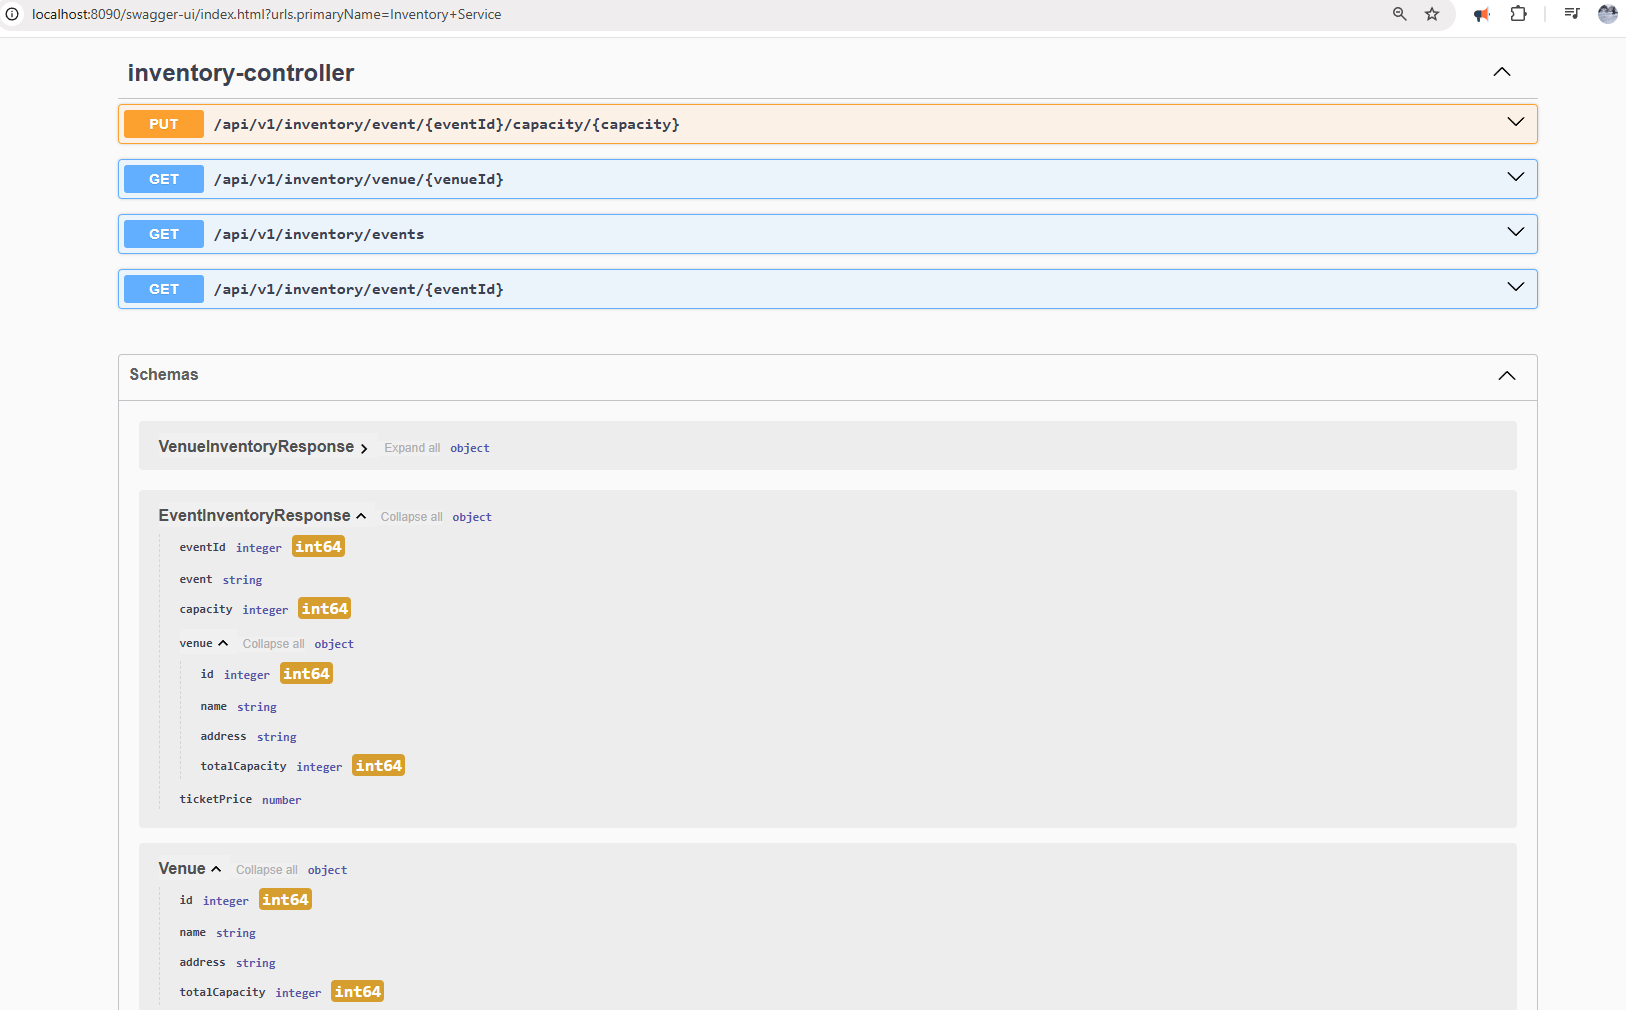 localhost:8090/swagger-ui/index.html?urls.primaryName=Inventory+Service
inventory-controller
PUT /api/v1/inventory/event/{eventId}/capacity/{capacity}
GET /api/v1/inventory/venue/{venueId}
GET /api/v1/inventory/events
GET /api/v1/inventory/event/{eventId}
Schemas
VenueInventoryResponse Expand all object
EventInventoryResponse Collapse all object
eventId integer int64
event string
capacity integer int64
venue Collapse all object
id integer int64
name string
address string
totalCapacity integer int64
ticketPrice number
Venue Collapse all object
id integer int64
name string
address string
totalCapacity integer int64